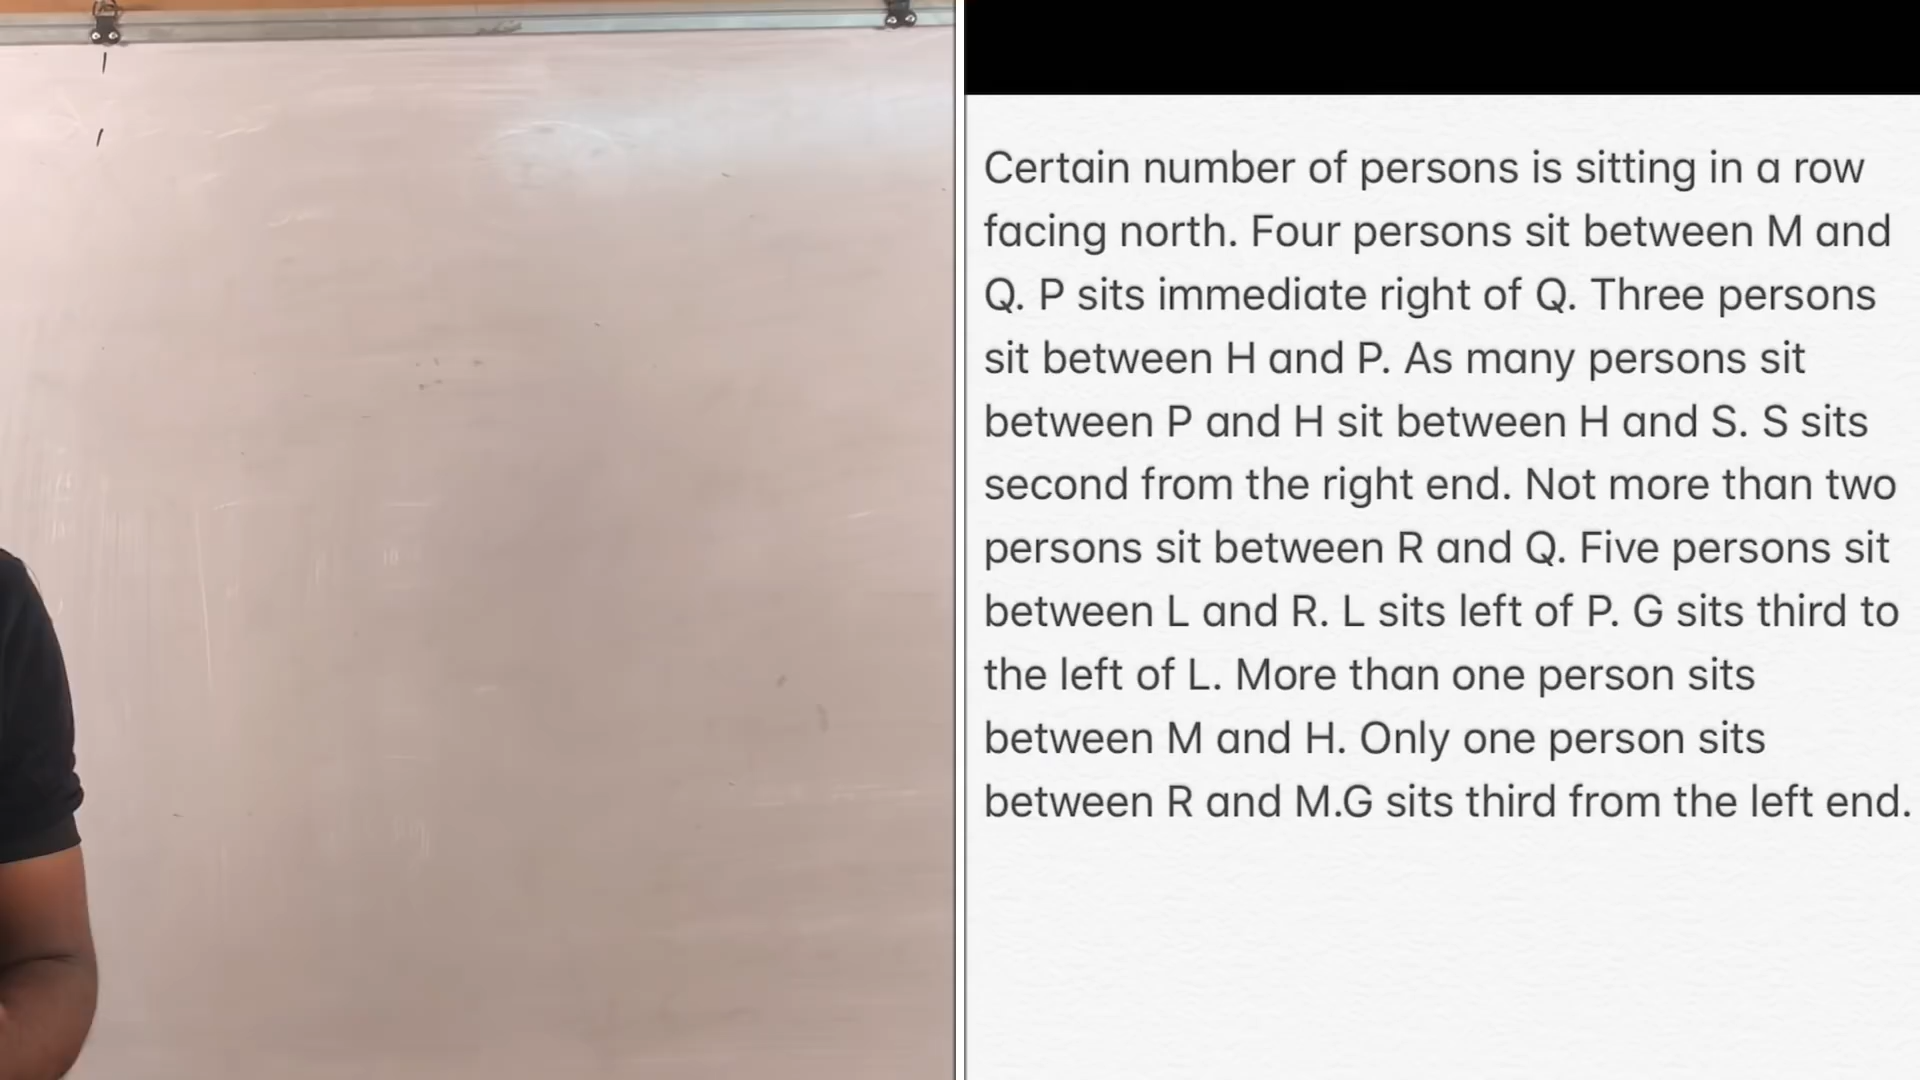 Certain number of persons is sitting in a row
facing north. Four persons sit between M and
Q. P sits immediate right of Q. Three persons
sit between H and P. As many persons sit
between P and H sit between H and S. S sits
second from the right end. Not more than two
persons sit between R and Q. Five persons sit
between L and R. L sits left of P. G sits third to
the left of L. More than one person sits
between M and H. Only one person sits
between R and M.G sits third from the left end.